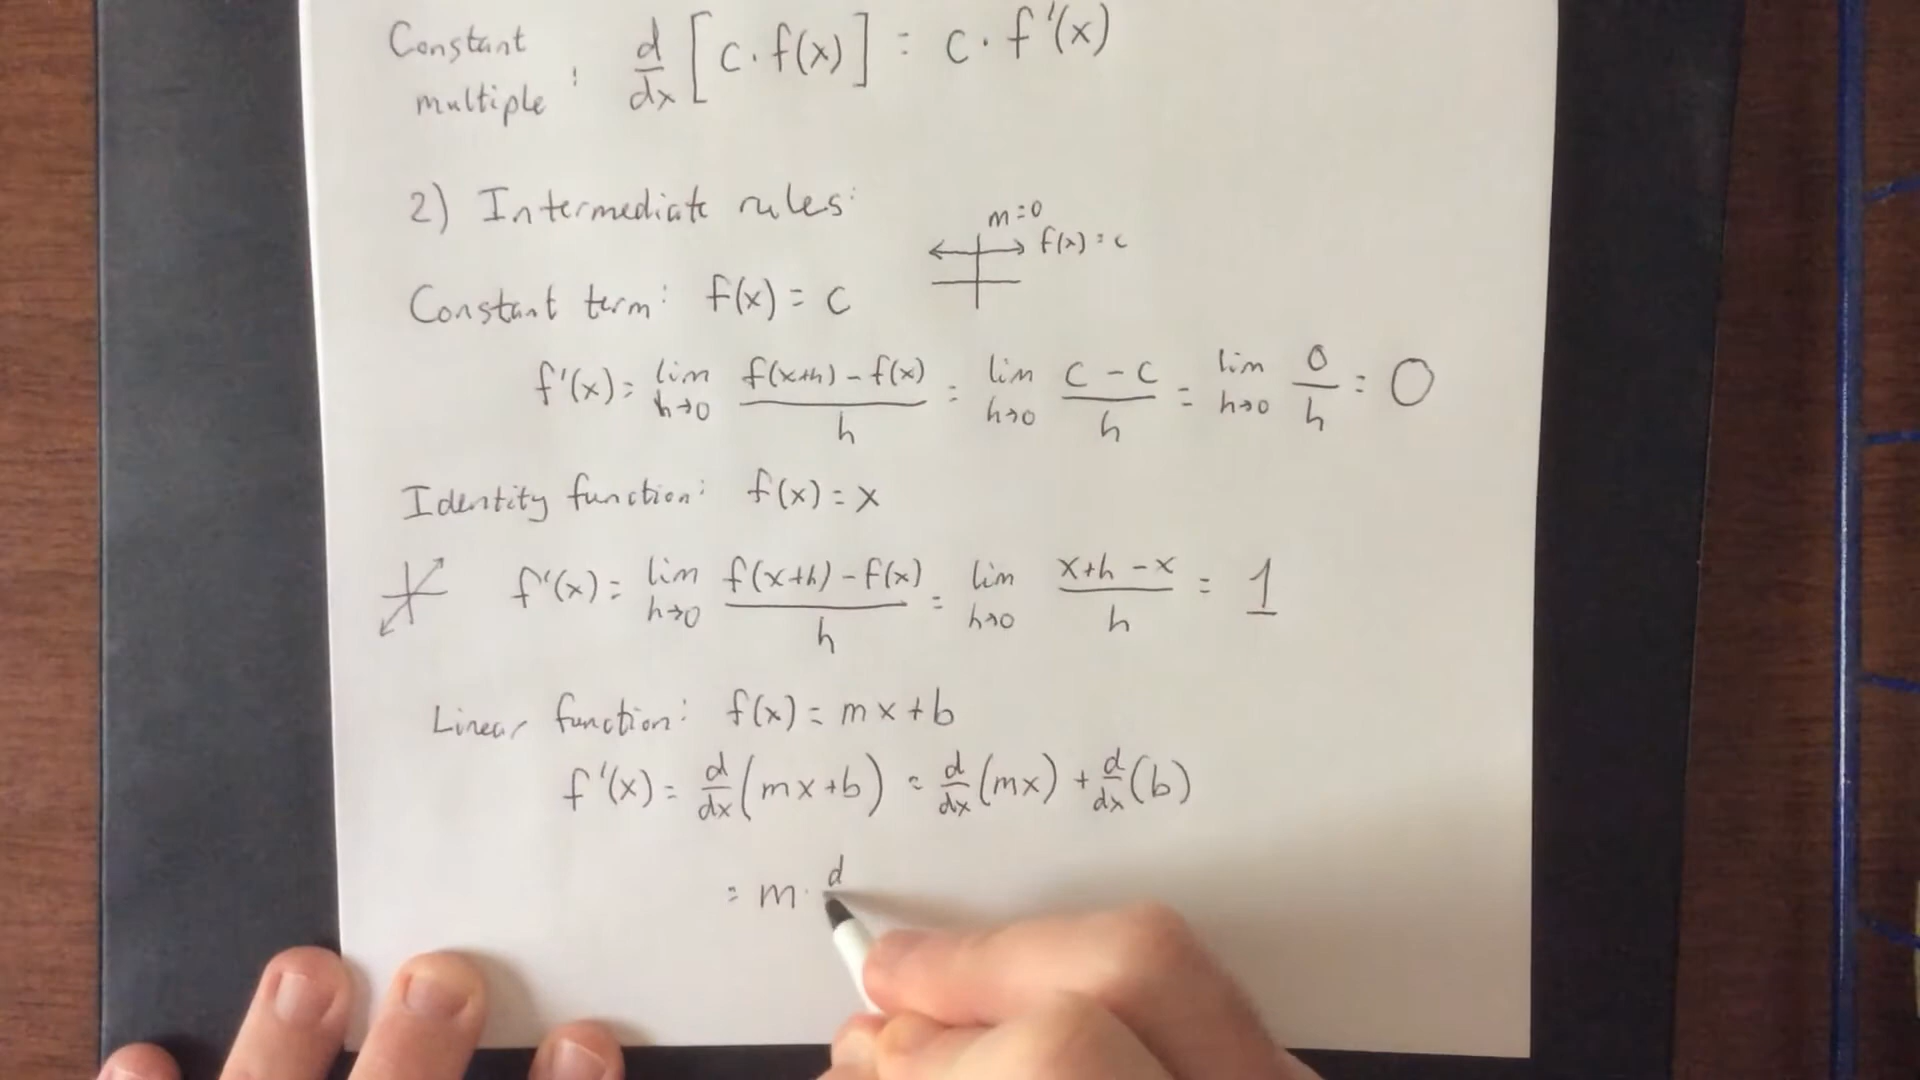 Constant multiple: d/dx [c · f(x)] = c · f'(x)
2) Intermediate rules:
m=0
f(x) = c
Constant term: f(x) = c
f'(x) = lim h→0 f(x+h) - f(x) / h = lim h→0 c - c / h = lim h→0 0/h = 0
Identity function: f(x) = x
f'(x) = lim h→0 f(x+h) - f(x) / h = lim h→0 x+h - x / h = 1
Linear function: f(x) = mx+b
f'(x) = d/dx (mx+b) = d/dx (mx) + d/dx (b)
= m · d